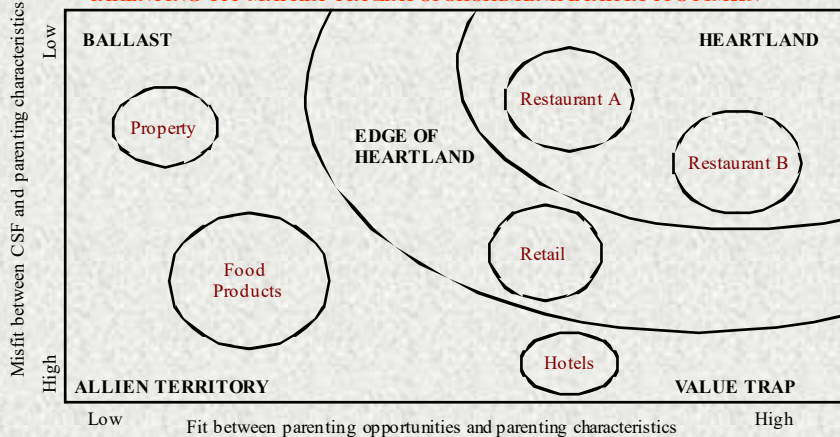 BALLAST
HEARTLAND
Low
Restaurant A
Property
EDGE OF
HEARTLAND
Restaurant B
Misfit between CSF and parenting characteristics
Retail
Food
Products
Hotels
High
ALLIEN TERRITORY
VALUE TRAP
Low
High
Fit between parenting opportunities and parenting characteristics